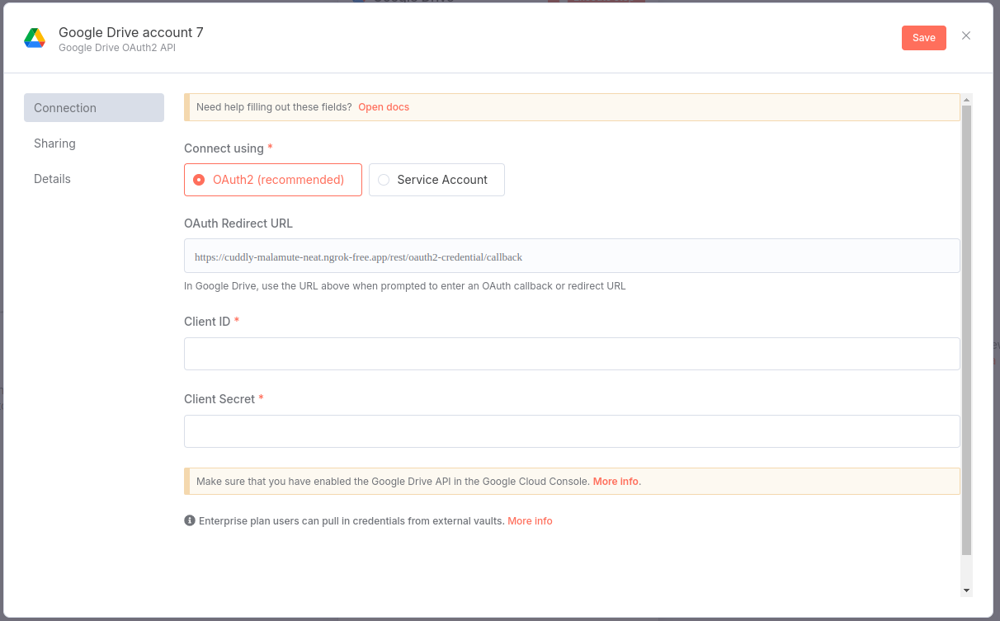 Google Drive account 7
Google Drive OAuth2 API
Save
Connection
Sharing
Details
Need help filling out these fields? Open docs
Connect using *
OAuth2 (recommended)
Service Account
OAuth Redirect URL
https://cuddly-malamute-neat.ngrok-free.app/rest/oauth2-credential/callback
In Google Drive, use the URL above when prompted to enter an OAuth callback or redirect URL
Client ID *
Client Secret *
Make sure that you have enabled the Google Drive API in the Google Cloud Console. More info.
Enterprise plan users can pull in credentials from external vaults. More info